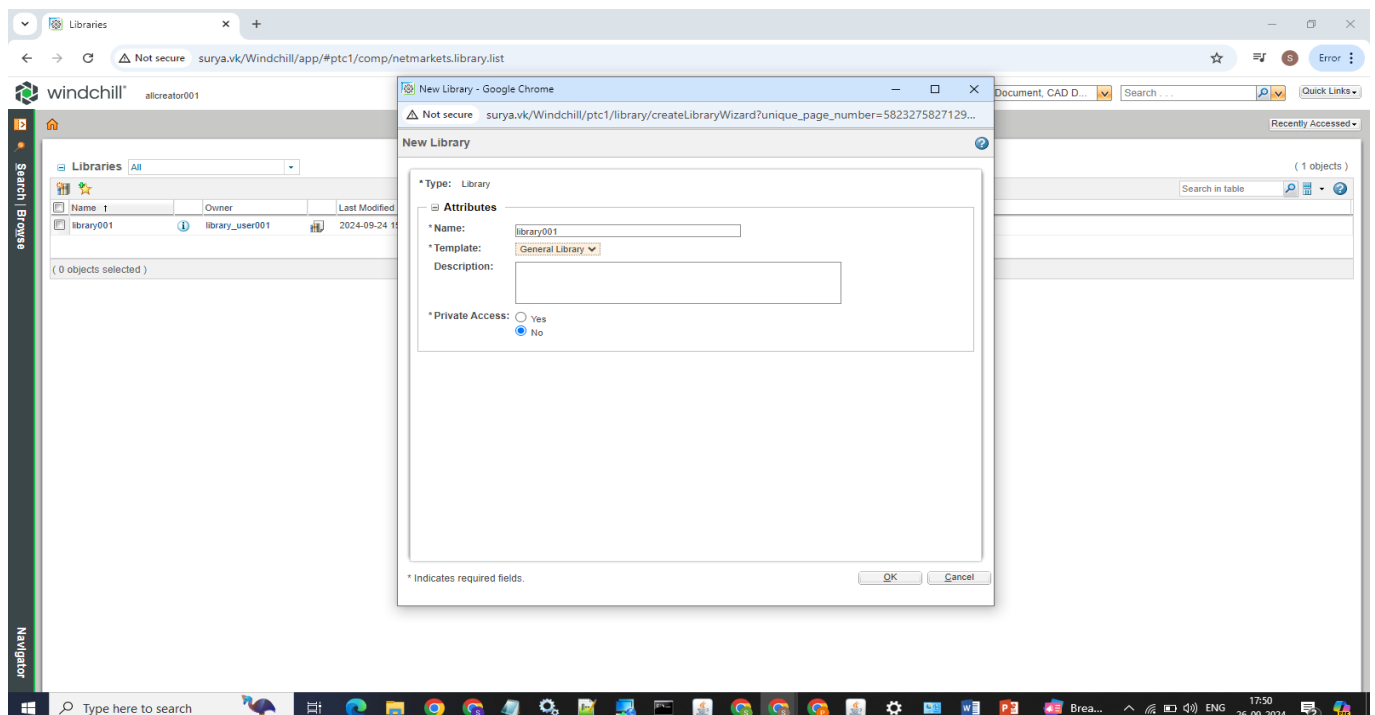 Libraries
Not secure surya.vk/Windchill/app/#ptc1/comp/netmarkets.library.list
S
Error
windchill allcreator001
Document, CAD D...
Search . . .
Quick Links
Recently Accessed
Search | Browse
Navigator
Libraries All
( 1 objects )
Search in table
Name Owner Last Modified
library001 library_user001 2024-09-24 15
( 0 objects selected )
New Library - Google Chrome
Not secure surya.vk/Windchill/ptc1/library/createLibraryWizard?unique_page_number=5823275827129...
New Library
*Type: Library
Attributes
*Name: library001
*Template: General Library
Description:
*Private Access: Yes
No
* Indicates required fields.
OK Cancel
Type here to search
Brea...
ENG
17:50
26-09-2024